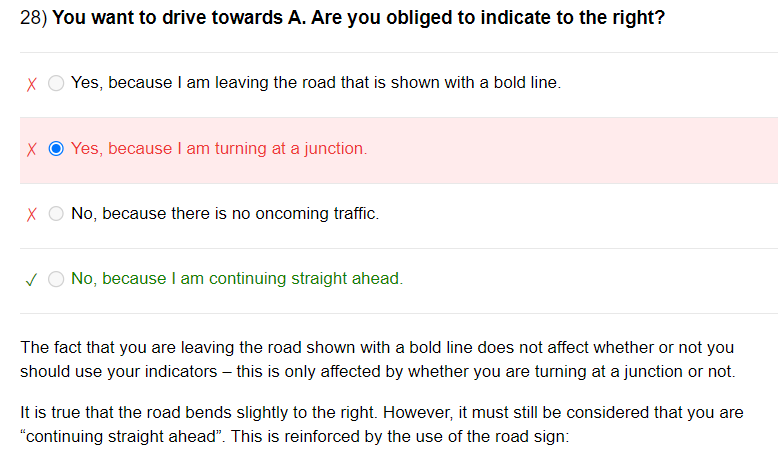 28) You want to drive towards A. Are you obliged to indicate to the right?
Yes, because I am leaving the road that is shown with a bold line.
Yes, because I am turning at a junction.
No, because there is no oncoming traffic.
No, because I am continuing straight ahead.
The fact that you are leaving the road shown with a bold line does not affect whether or not you
should use your indicators – this is only affected by whether you are turning at a junction or not.
It is true that the road bends slightly to the right. However, it must still be considered that you are
“continuing straight ahead”. This is reinforced by the use of the road sign: